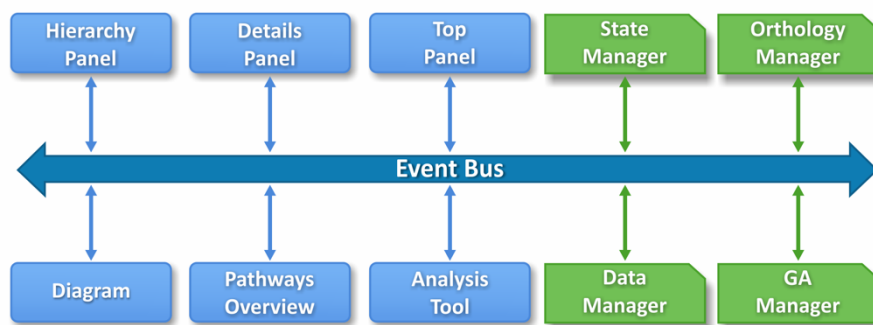 Hierarchy
Panel
Details
Panel
Top
Panel
State
Manager
Orthology
Manager
Event Bus
Diagram
Pathways
Overview
Analysis
Tool
Data
Manager
GA
Manager